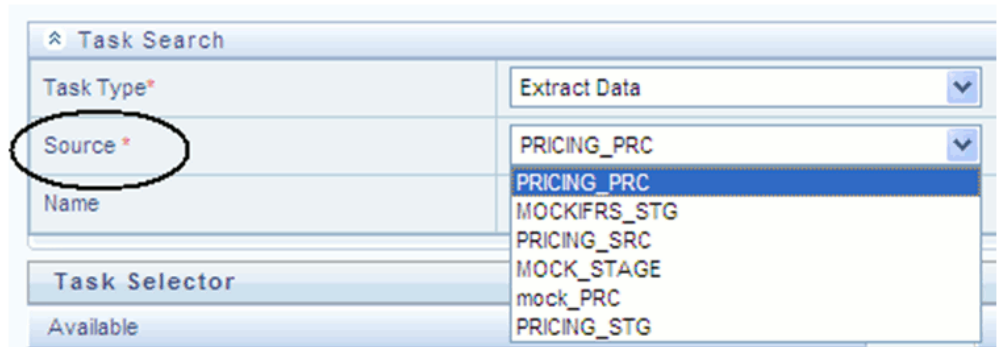 Task Search
Task Type* Extract Data
Source * PRICING_PRC
PRICING_PRC
MOCKIFRS_STG
Name
PRICING_SRC
MOCK_STAGE
mock_PRC
PRICING_STG
Task Selector
Available